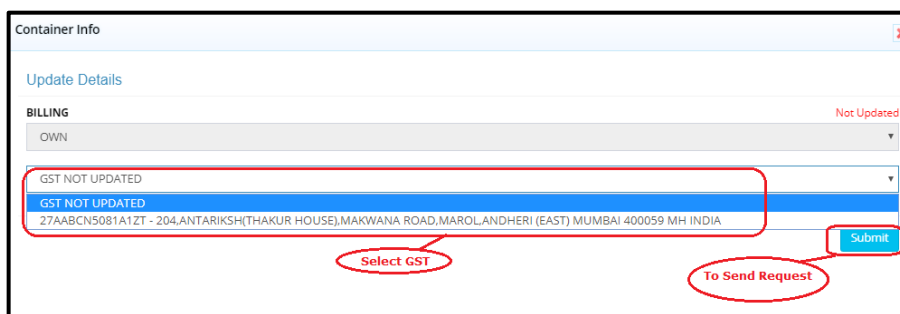 Container Info
Update Details
BILLING
Not Updated
OWN
GST NOT UPDATED
GST NOT UPDATED
27AABCN5081A1ZT - 204,ANTARIKSH(THAKUR HOUSE),MAKWANA ROAD,MAROL,ANDHERI (EAST) MUMBAI 400059 MH INDIA
Submit
Select GST
To Send Request